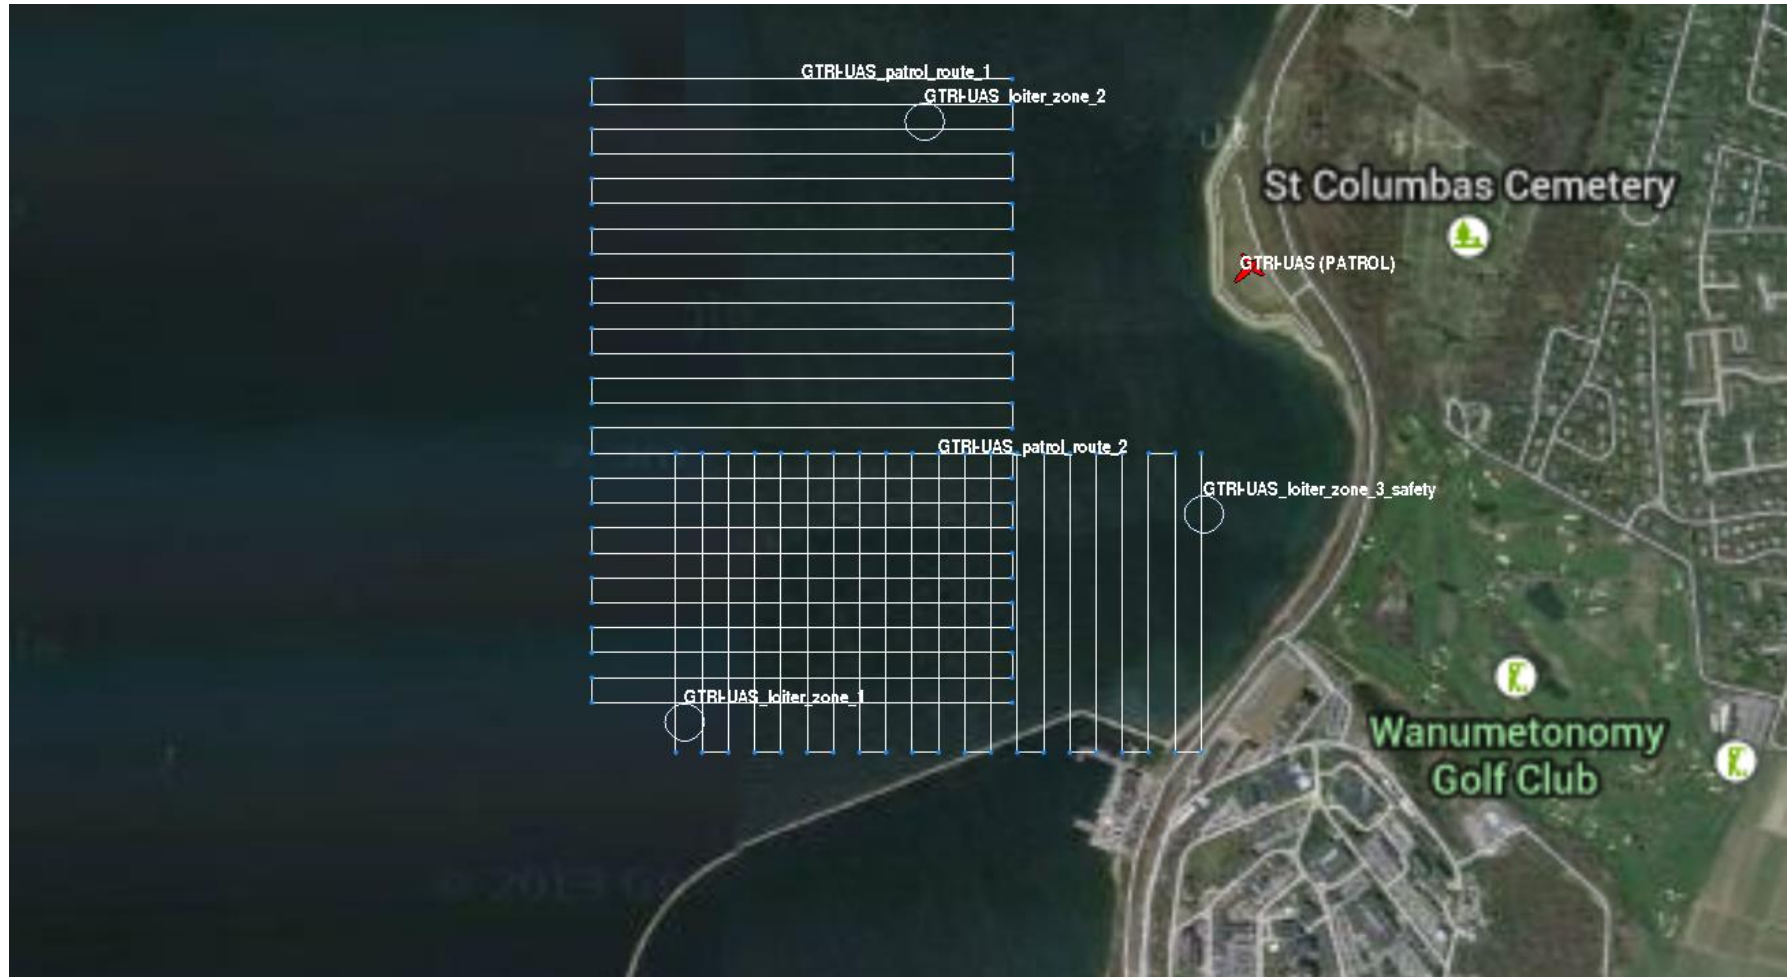 GTRI-UAS_patrol_route_1
GTRI-UAS_loiter_zone_2
St Columbas Cemetery
GTRI-UAS (PATROL)
GTRI-UAS_patrol_route_2
GTRI-UAS_loiter_zone_3_safety
GTRI-UAS_loiter_zone_1
Wanumetonomy
Golf Club